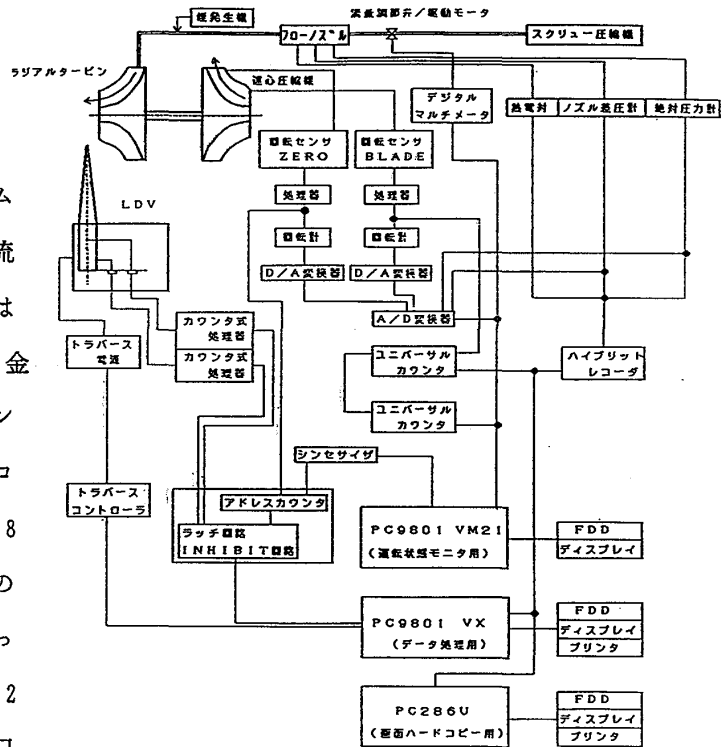 煙発生機
流量調節弁/駆動モータ
フローノズル
スクリュー圧縮機
ラジアルタービン
遠心圧縮機
デジタル
マルチメータ
熱電対
ノズル差圧計
絶対圧力計
回転センサ
ZERO
回転センサ
BLADE
ム
LDV
処理器
処理器
流
回転計
回転計
は
D/A変換器
D/A変換器
カウンタ式
処理器
A/D変換器
トラバース
電源
金
カウンタ式
処理器
ユニバーサル
カウンタ
ハイブリット
レコーダ
ン
ユニバーサル
カウンタ
シンセサイザ
コ
トラバース
コントローラ
アドレスカウンタ
8
ラッチ回路
INHIBIT回路
PC9801 VM21
(運転状態モニタ用)
FDD
ディスプレイ
の
っ
PC9801 VX
(データ処理用)
FDD
ディスプレイ
プリンタ
2
PC286U
(画面ハードコピー用)
FDD
ディスプレイ
プリンタ